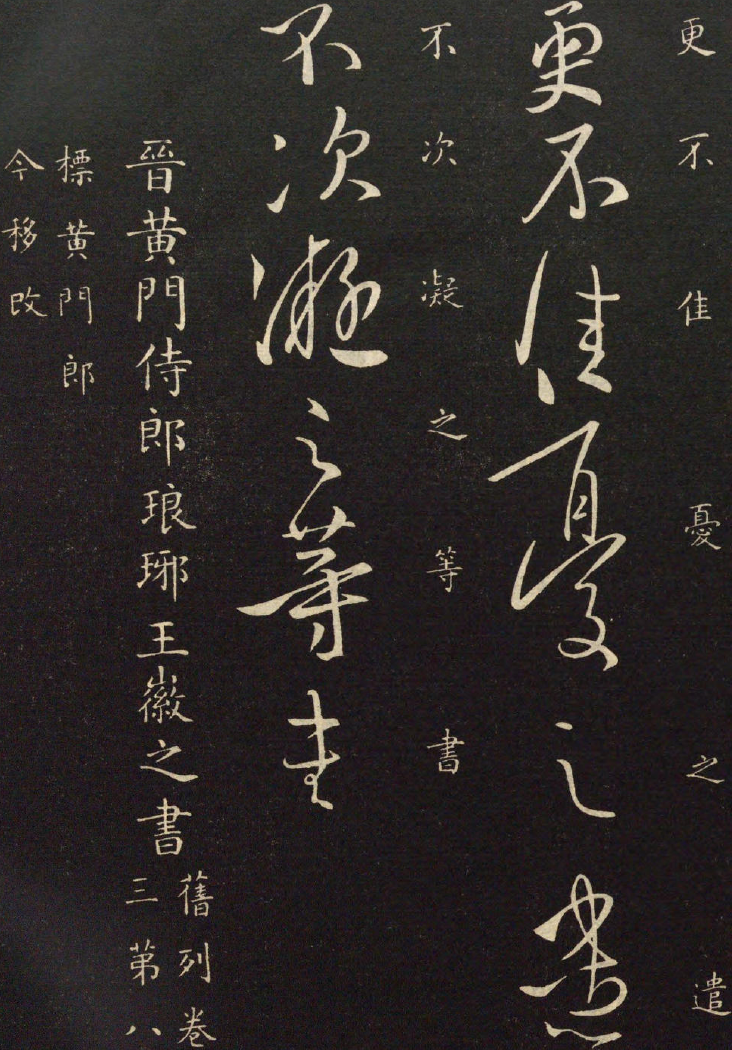 更不佳憂之遣
更不佳憂之遣
不次凝之等書
不次凝之等書
晉黃門侍郎琅琊王徽之書
舊列卷
三第八
標黃門郎
今移改